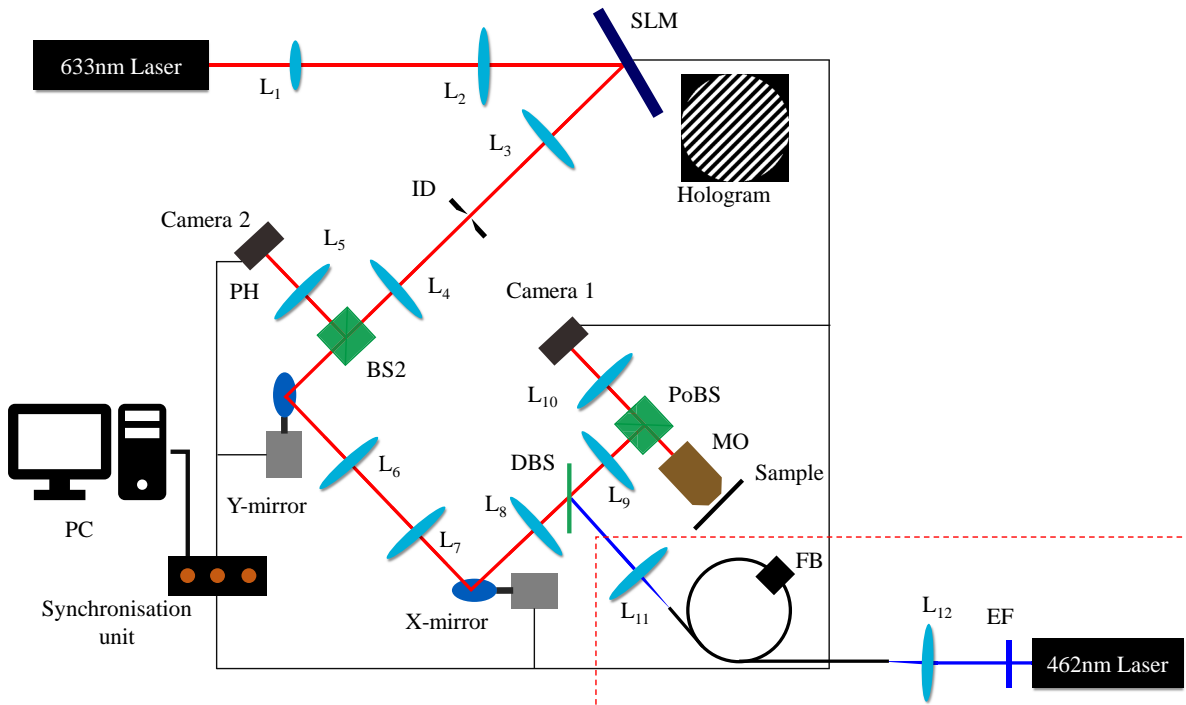 SLM
633nm Laser
L1
L2
L3
Hologram
ID
Camera 2
L5
PH
L4
Camera 1
BS2
L10
PoBS
MO
DBS
Sample
L6
L9
L8
Y-mirror
PC
L7
FB
Synchronisation
unit
X-mirror
L11
L12
EF
462nm Laser